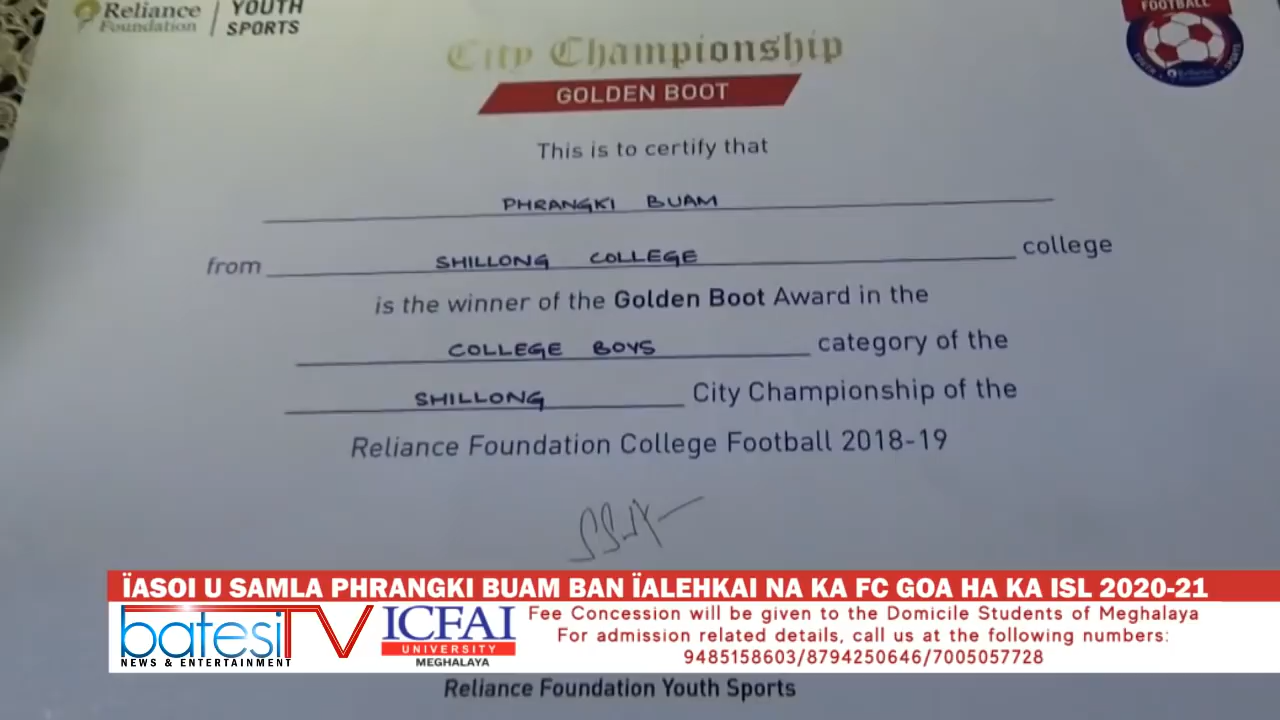 Reliance Foundation | YOUTH SPORTS
FOOTBALL
City Championship
GOLDEN BOOT
This is to certify that
PHRANGKI BUAM
from SHILLONG COLLEGE college
is the winner of the Golden Boot Award in the
COLLEGE BOYS category of the
SHILLONG City Championship of the
Reliance Foundation College Football 2018-19
ÏASOI U SAMLA PHRANGKI BUAM BAN ÏALEHKAI NA KA FC GOA HA KA ISL 2020-21
batesi TV
NEWS & ENTERTAINMENT
ICFAI
UNIVERSITY
MEGHALAYA
Fee Concession will be given to the Domicile Students of Meghalaya
For admission related details, call us at the following numbers:
9485158603/8794250646/7005057728
Reliance Foundation Youth Sports